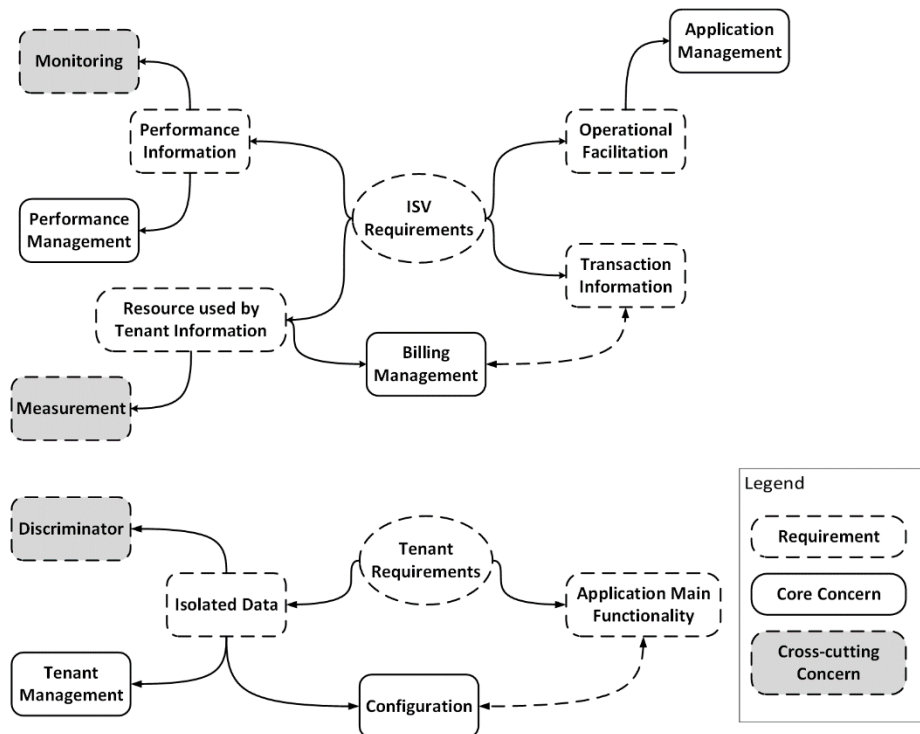 Application
Management
Monitoring
Performance
Information
Operational
Facilitation
ISV
Requirements
Performance
Management
Transaction
Information
Resource used by
Tenant Information
Billing
Management
Measurement
Legend
Discriminator
Tenant
Requirements
Requirement
Isolated Data
Application Main
Functionality
Core Concern
Tenant
Management
Configuration
Cross-cutting
Concern